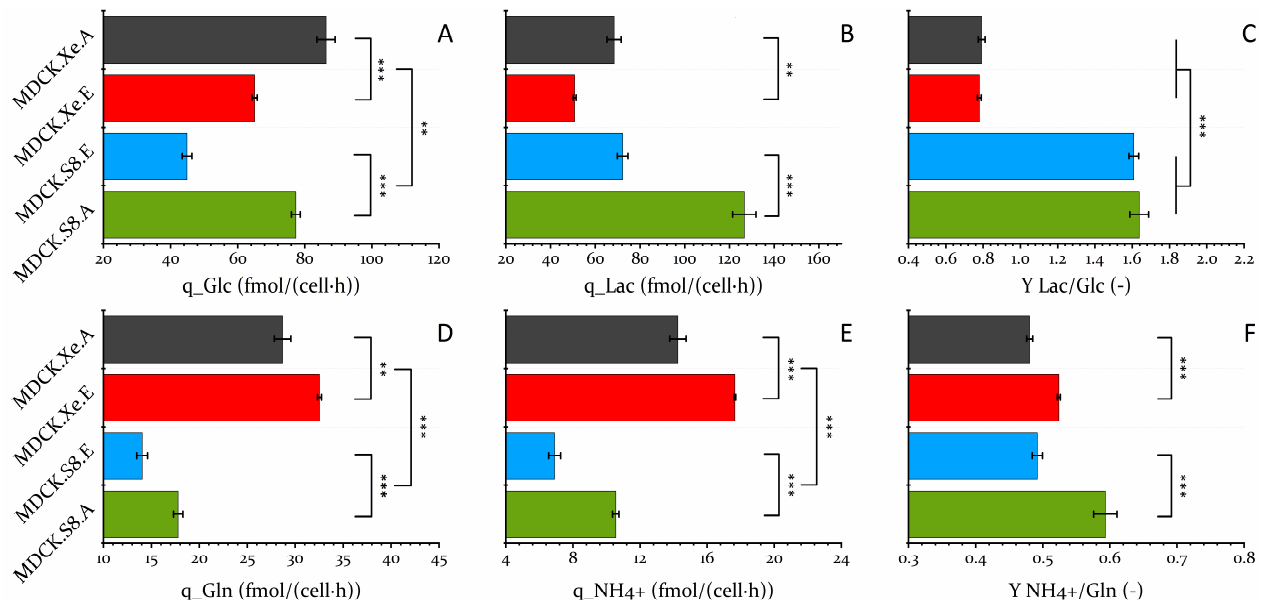 A
B
C
MDCK.Xe.A
MDCK.Xe.E
MDCK.S8.E
MDCK.S8.A
***
***
**
**
***
***
20 40 60 80 100 120
20 40 60 80 100 120 140 160
0.4 0.6 0.8 1.0 1.2 1.4 1.6 1.8 2.0 2.2
q_Glc (fmol/(cell·h))
q_Lac (fmol/(cell·h))
Y Lac/Glc (-)
D
E
F
MDCK.Xe.A
MDCK.Xe.E
MDCK.S8.E
MDCK.S8.A
**
***
***
***
***
***
***
***
10 15 20 25 30 35 40 45
4 8 12 16 20 24
0.3 0.4 0.5 0.6 0.7 0.8
q_Gln (fmol/(cell·h))
q_NH4+ (fmol/(cell·h))
Y NH4+/Gln (-)